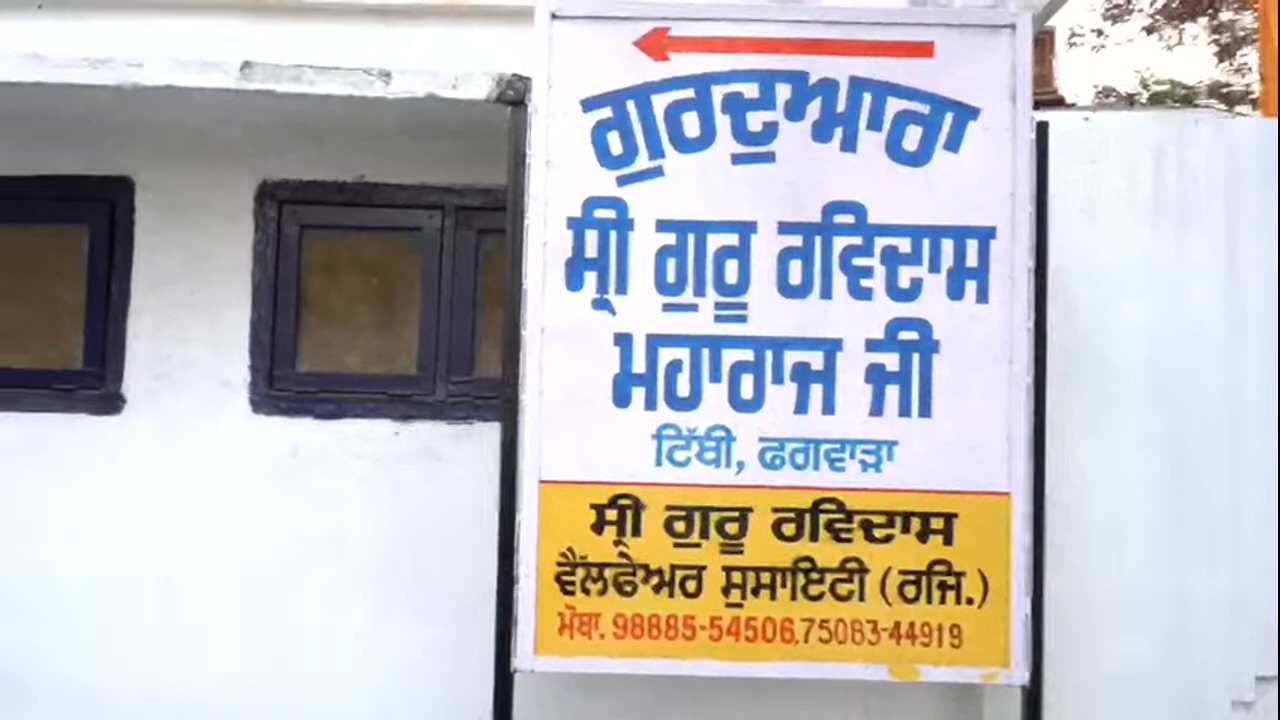 ਗੁਰਦੁਆਰਾ
ਸ੍ਰੀ ਗੁਰੂ ਰਵਿਦਾਸ
ਮਹਾਰਾਜ ਜੀ
ਟਿੱਬੀ, ਫਗਵਾੜਾ
ਸ੍ਰੀ ਗੁਰੂ ਰਵਿਦਾਸ
ਵੈੱਲਫੇਅਰ ਸੁਸਾਇਟੀ (ਰਜਿ.)
ਮੋਬਾ. 98885-54506,75083-44919